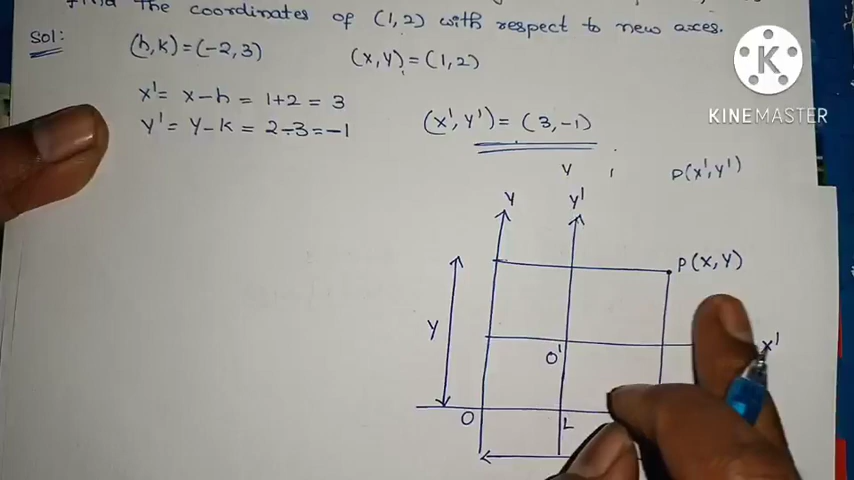 Find the coordinates of (1,2) with respect to new axes.
Sol:
(h,k)=(-2,3)
(x,y)=(1,2)
x'= x-h = 1+2 = 3
y'= y-k = 2-3=-1
(x',y')= (3,-1)
P(x',y')
Y
Y'
P(x,y)
Y
O'
x'
O
L
K
KINEMASTER